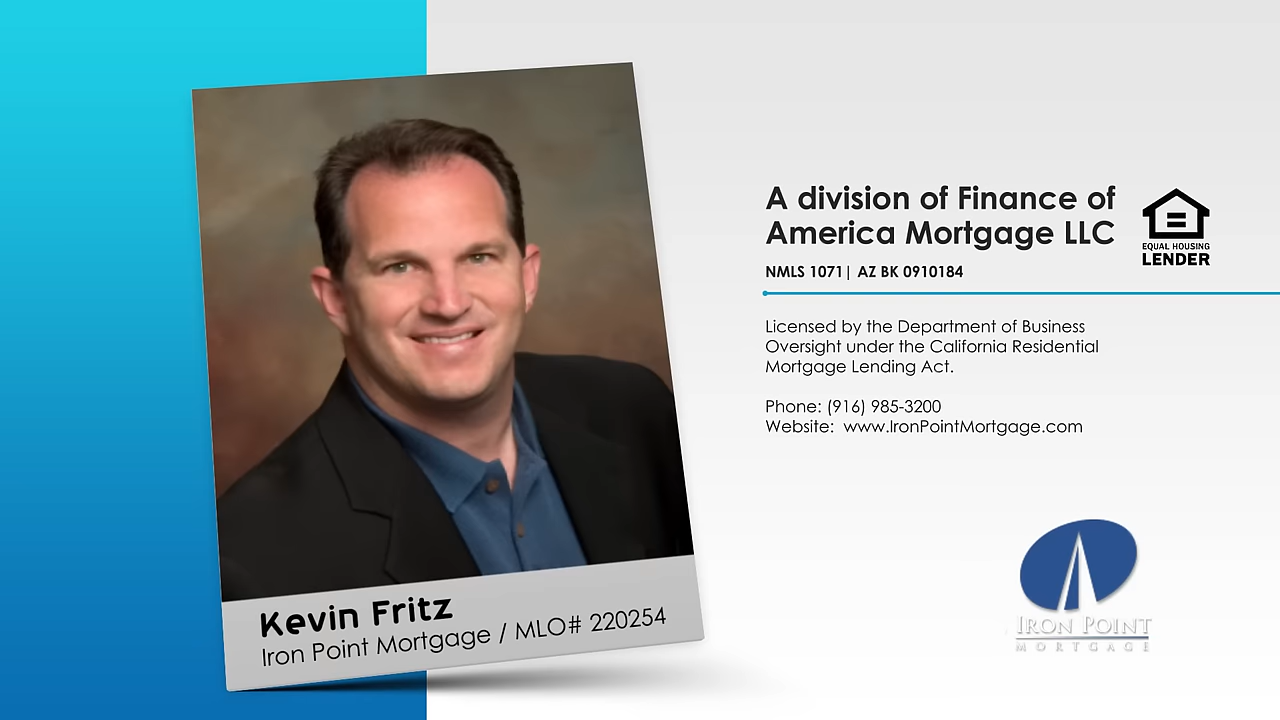 A division of Finance of
America Mortgage LLC
EQUAL HOUSING
LENDER
NMLS 1071| AZ BK 0910184
Licensed by the Department of Business
Oversight under the California Residential
Mortgage Lending Act.
Phone: (916) 985-3200
Website: www.IronPointMortgage.com
Kevin Fritz
Iron Point Mortgage / MLO# 220254
IRON POINT
MORTGAGE